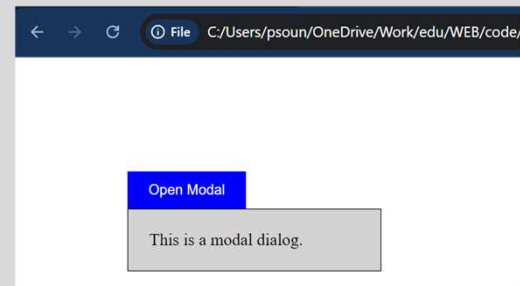 File C:/Users/psoun/OneDrive/Work/edu/WEB/code/
Open Modal
This is a modal dialog.